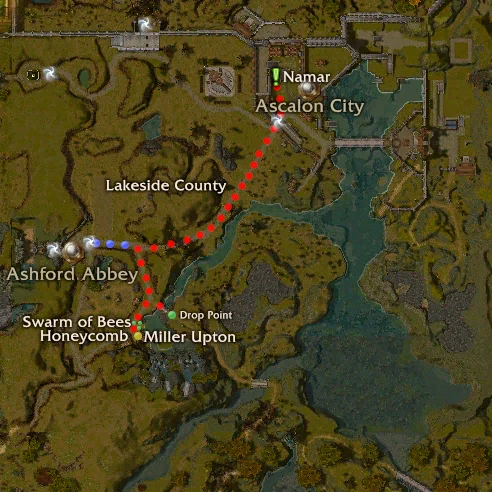 Namar
Ascalon City
Lakeside County
Ashford Abbey
Drop Point
Swarm of Bees
Honeycomb
Miller Upton